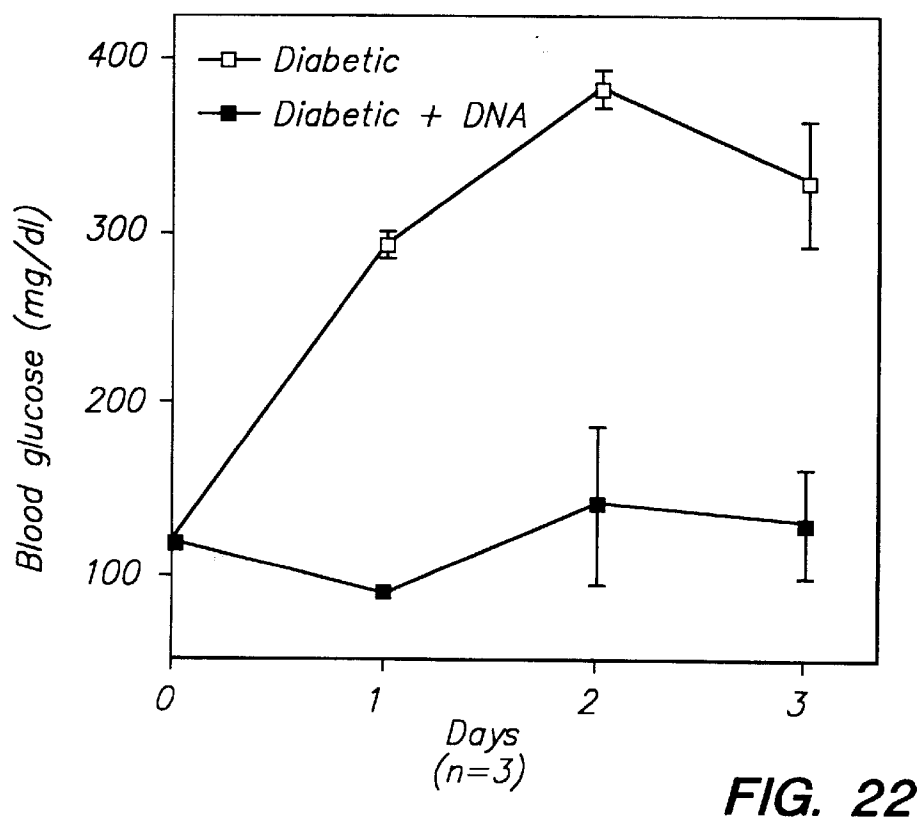 Diabetic
Diabetic + DNA
400
300
200
100
Blood glucose (mg/dl)
0 1 2 3
Days
(n=3)
FIG. 22